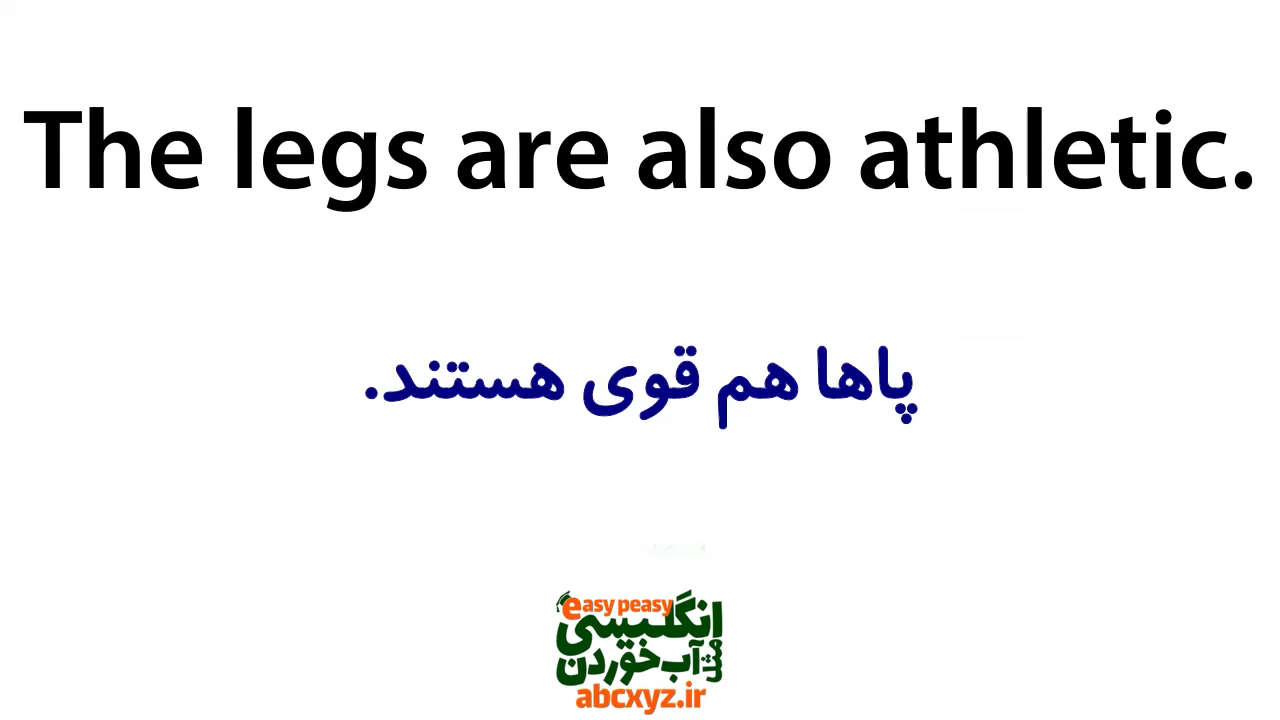 The legs are also athletic.
پاها هم قوی هستند.
easy peasy
انگلیسی
مثل آب خوردن
abcxyz.ir